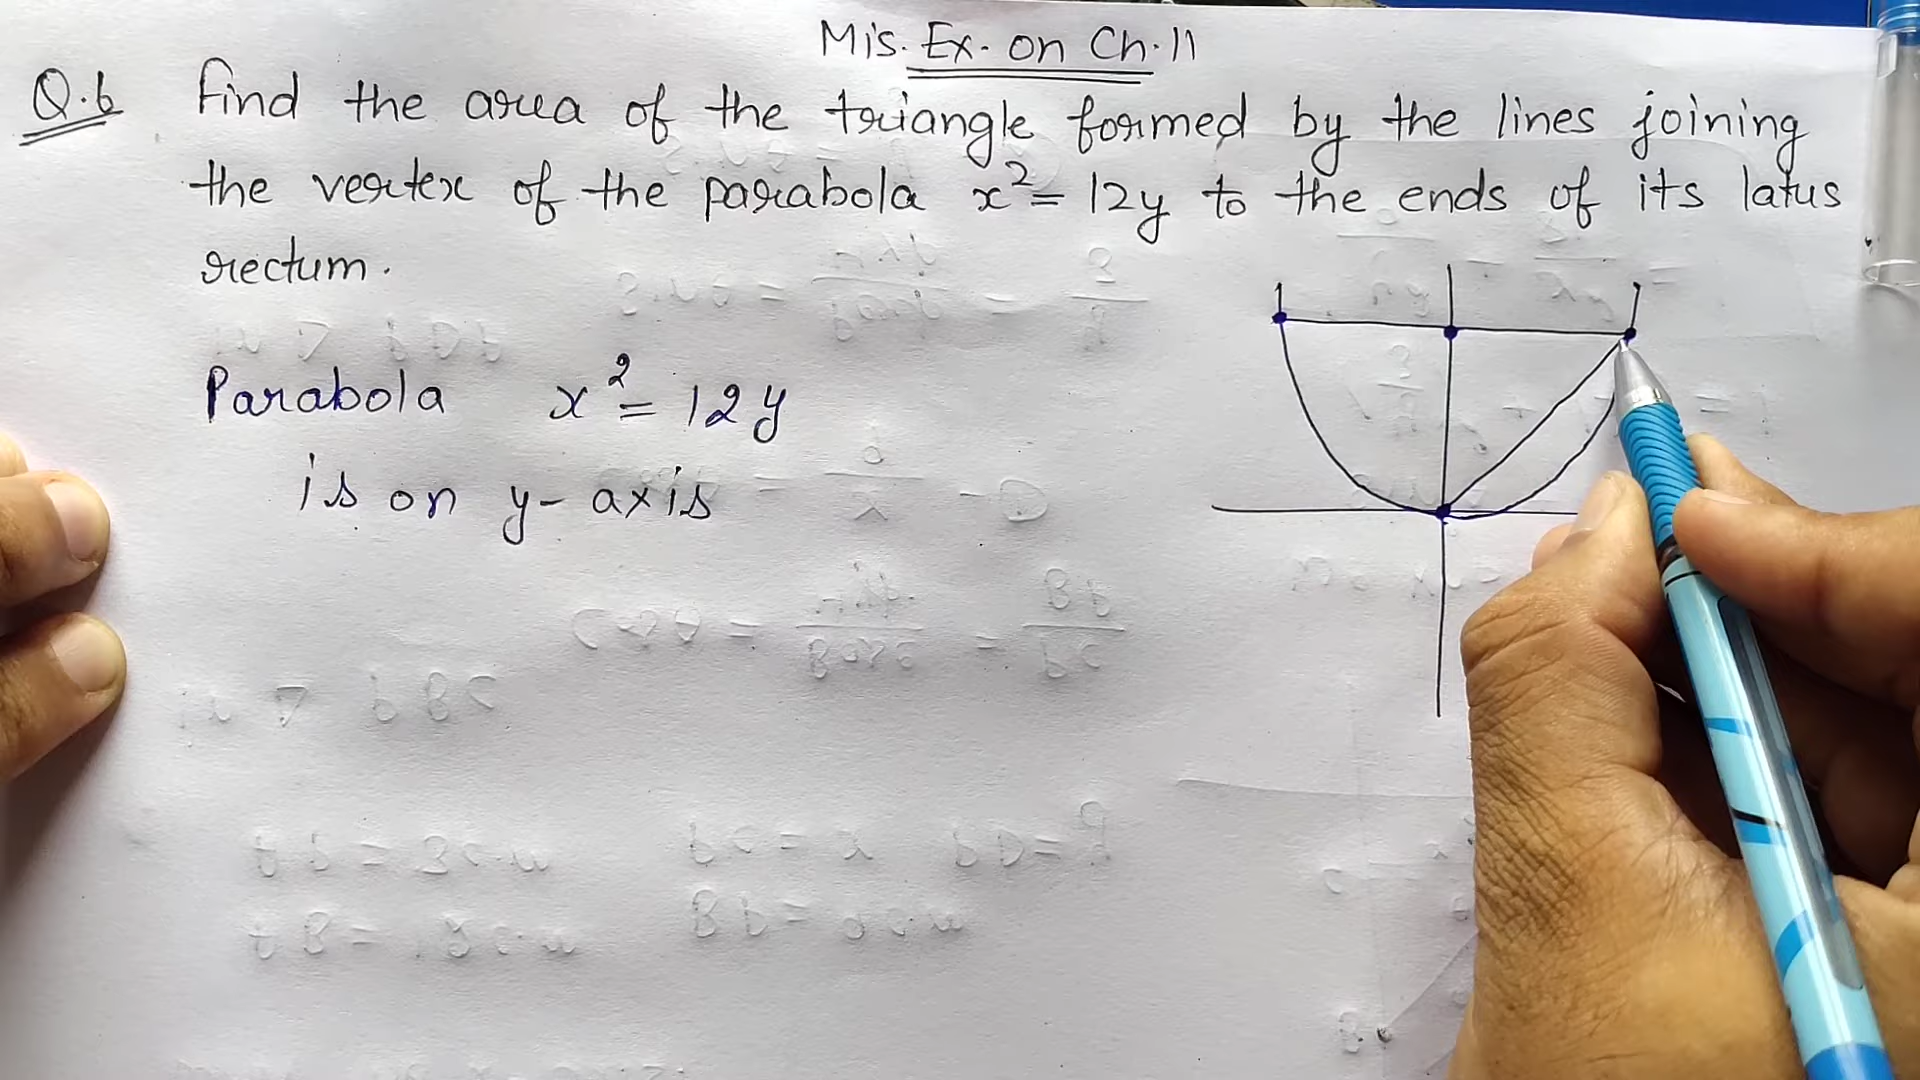 Mis. Ex. on Ch. 11
Q.6 Find the area of the triangle formed by the lines joining
the vertex of the parabola x² = 12y to the ends of its latus
rectum.
Parabola x² = 12y
is on y-axis